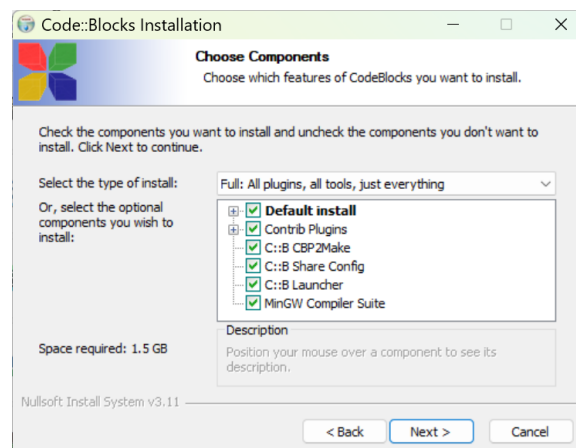 Code::Blocks Installation
Choose Components
Choose which features of CodeBlocks you want to install.
Check the components you want to install and uncheck the components you don't want to
install. Click Next to continue.
Select the type of install:
Full: All plugins, all tools, just everything
Or, select the optional
components you wish to
install:
Default install
Contrib Plugins
C::B CBP2Make
C::B Share Config
C::B Launcher
MinGW Compiler Suite
Space required: 1.5 GB
Description
Position your mouse over a component to see its
description.
Nullsoft Install System v3.11
< Back
Next >
Cancel